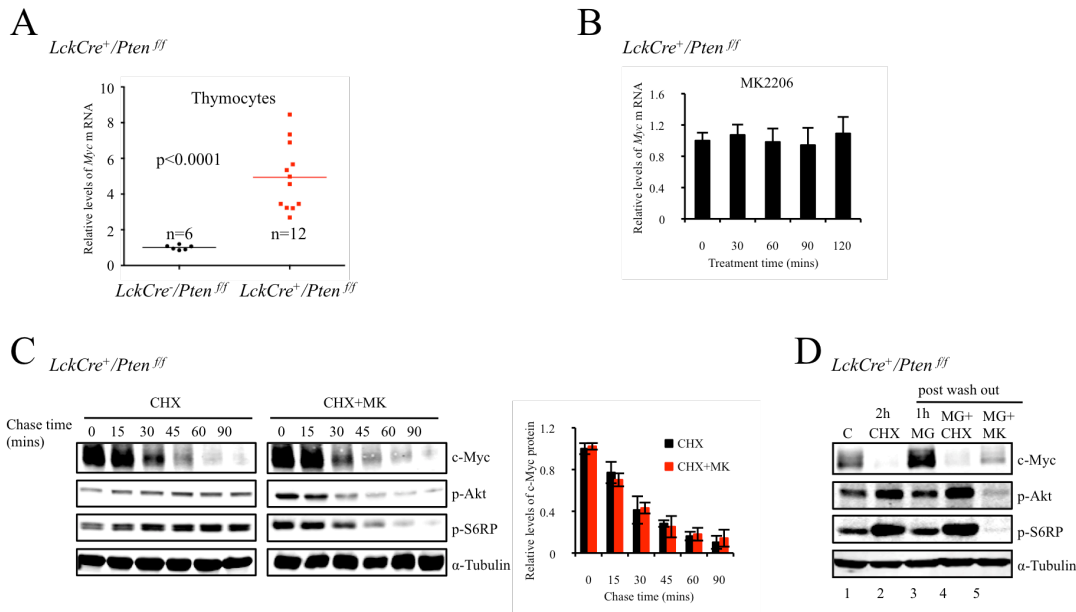 A
LckCre+/Pten f/f
Thymocytes
p<0.0001
n=6
n=12
Relative levels of Myc m RNA
10
8
6
4
2
0
LckCre-/Pten f/f
LckCre+/Pten f/f
B
LckCre+/Pten f/f
MK2206
Relative levels of Myc m RNA
1.6
1.2
0.8
0.4
0
0 30 60 90 120
Treatment time (mins)
C
LckCre+/Pten f/f
CHX
CHX+MK
Chase time
(mins)
0 15 30 45 60 90
0 15 30 45 60 90
c-Myc
p-Akt
p-S6RP
α-Tubulin
Relative levels of c-Myc protein
1.2
0.8
0.4
0
CHX
CHX+MK
0 15 30 45 60 90
Chase time (mins)
D
LckCre+/Pten f/f
post wash out
2h 1h MG+ MG+
C CHX MG CHX MK
c-Myc
p-Akt
p-S6RP
α-Tubulin
1 2 3 4 5